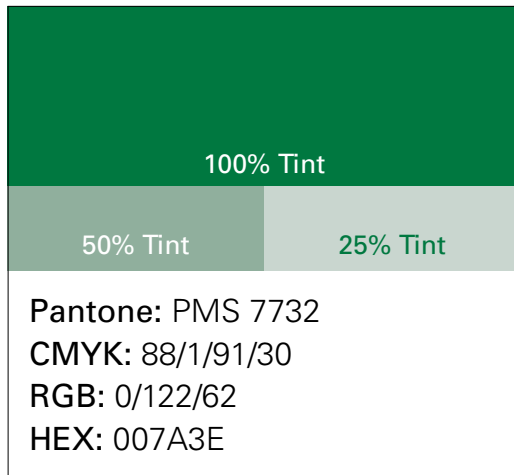 100% Tint
50% Tint 25% Tint
Pantone: PMS 7732
CMYK: 88/1/91/30
RGB: 0/122/62
HEX: 007A3E